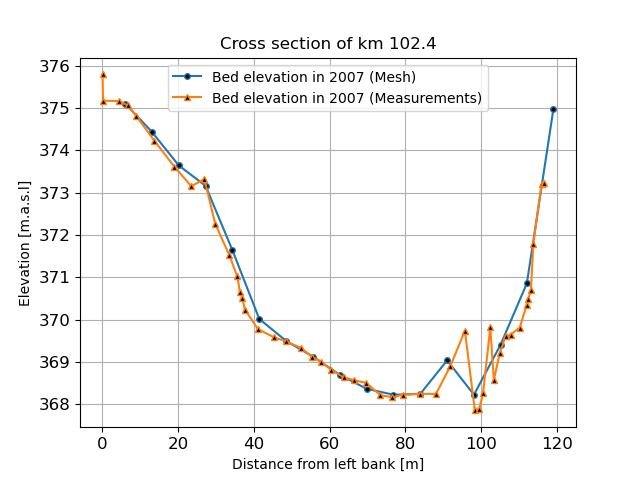 Cross section of km 102.4
Bed elevation in 2007 (Mesh)
Bed elevation in 2007 (Measurements)
Elevation [m.a.s.l]
376
375
374
373
372
371
370
369
368
0 20 40 60 80 100 120
Distance from left bank [m]